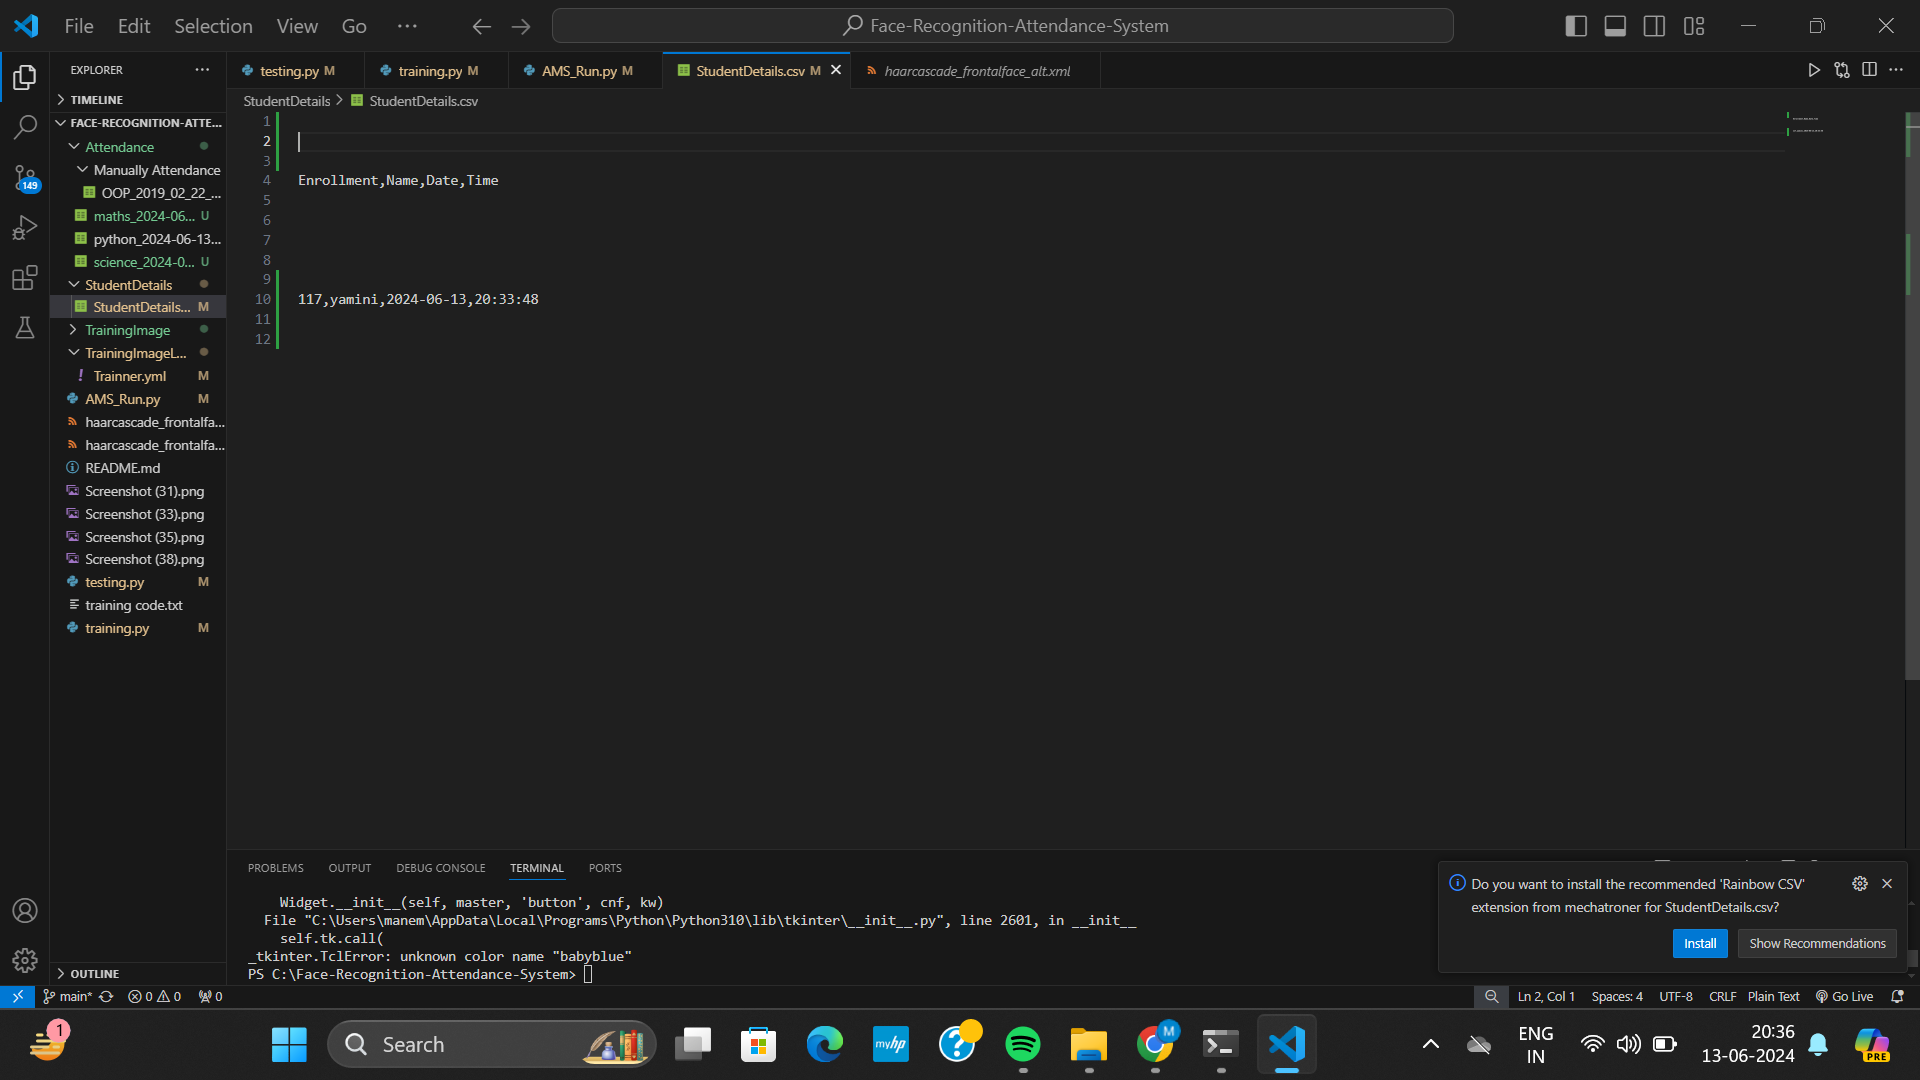 File Edit Selection View Go ···
Face-Recognition-Attendance-System
EXPLORER ···
testing.py M
training.py M
AMS_Run.py M
StudentDetails.csv M
haarcascade_frontalface_alt.xml
TIMELINE
StudentDetails > StudentDetails.csv
FACE-RECOGNITION-ATTE...
Attendance
Manually Attendance
OOP_2019_02_22_...
maths_2024-06... U
python_2024-06-13...
science_2024-0... U
StudentDetails
StudentDetails... M
TrainingImage
TrainingImageL...
Trainner.yml M
AMS_Run.py M
haarcascade_frontalfa...
haarcascade_frontalfa...
README.md
Screenshot (31).png
Screenshot (33).png
Screenshot (35).png
Screenshot (38).png
testing.py M
training code.txt
training.py M
OUTLINE
149
1
2
3
4 Enrollment,Name,Date,Time
5
6
7
8
9
10 117,yamini,2024-06-13,20:33:48
11
12
PROBLEMS OUTPUT DEBUG CONSOLE TERMINAL PORTS
Widget.__init__(self, master, 'button', cnf, kw)
File "C:\Users\manem\AppData\Local\Programs\Python\Python310\lib\tkinter\__init__.py", line 2601, in __init__
self.tk.call(
_tkinter.TclError: unknown color name "babyblue"
PS C:\Face-Recognition-Attendance-System>
Do you want to install the recommended 'Rainbow CSV'
extension from mechatroner for StudentDetails.csv?
Install Show Recommendations
main* 0 0 0
Ln 2, Col 1 Spaces: 4 UTF-8 CRLF Plain Text Go Live
1
Search
myhp
M
ENG
IN
20:36
13-06-2024
PRE